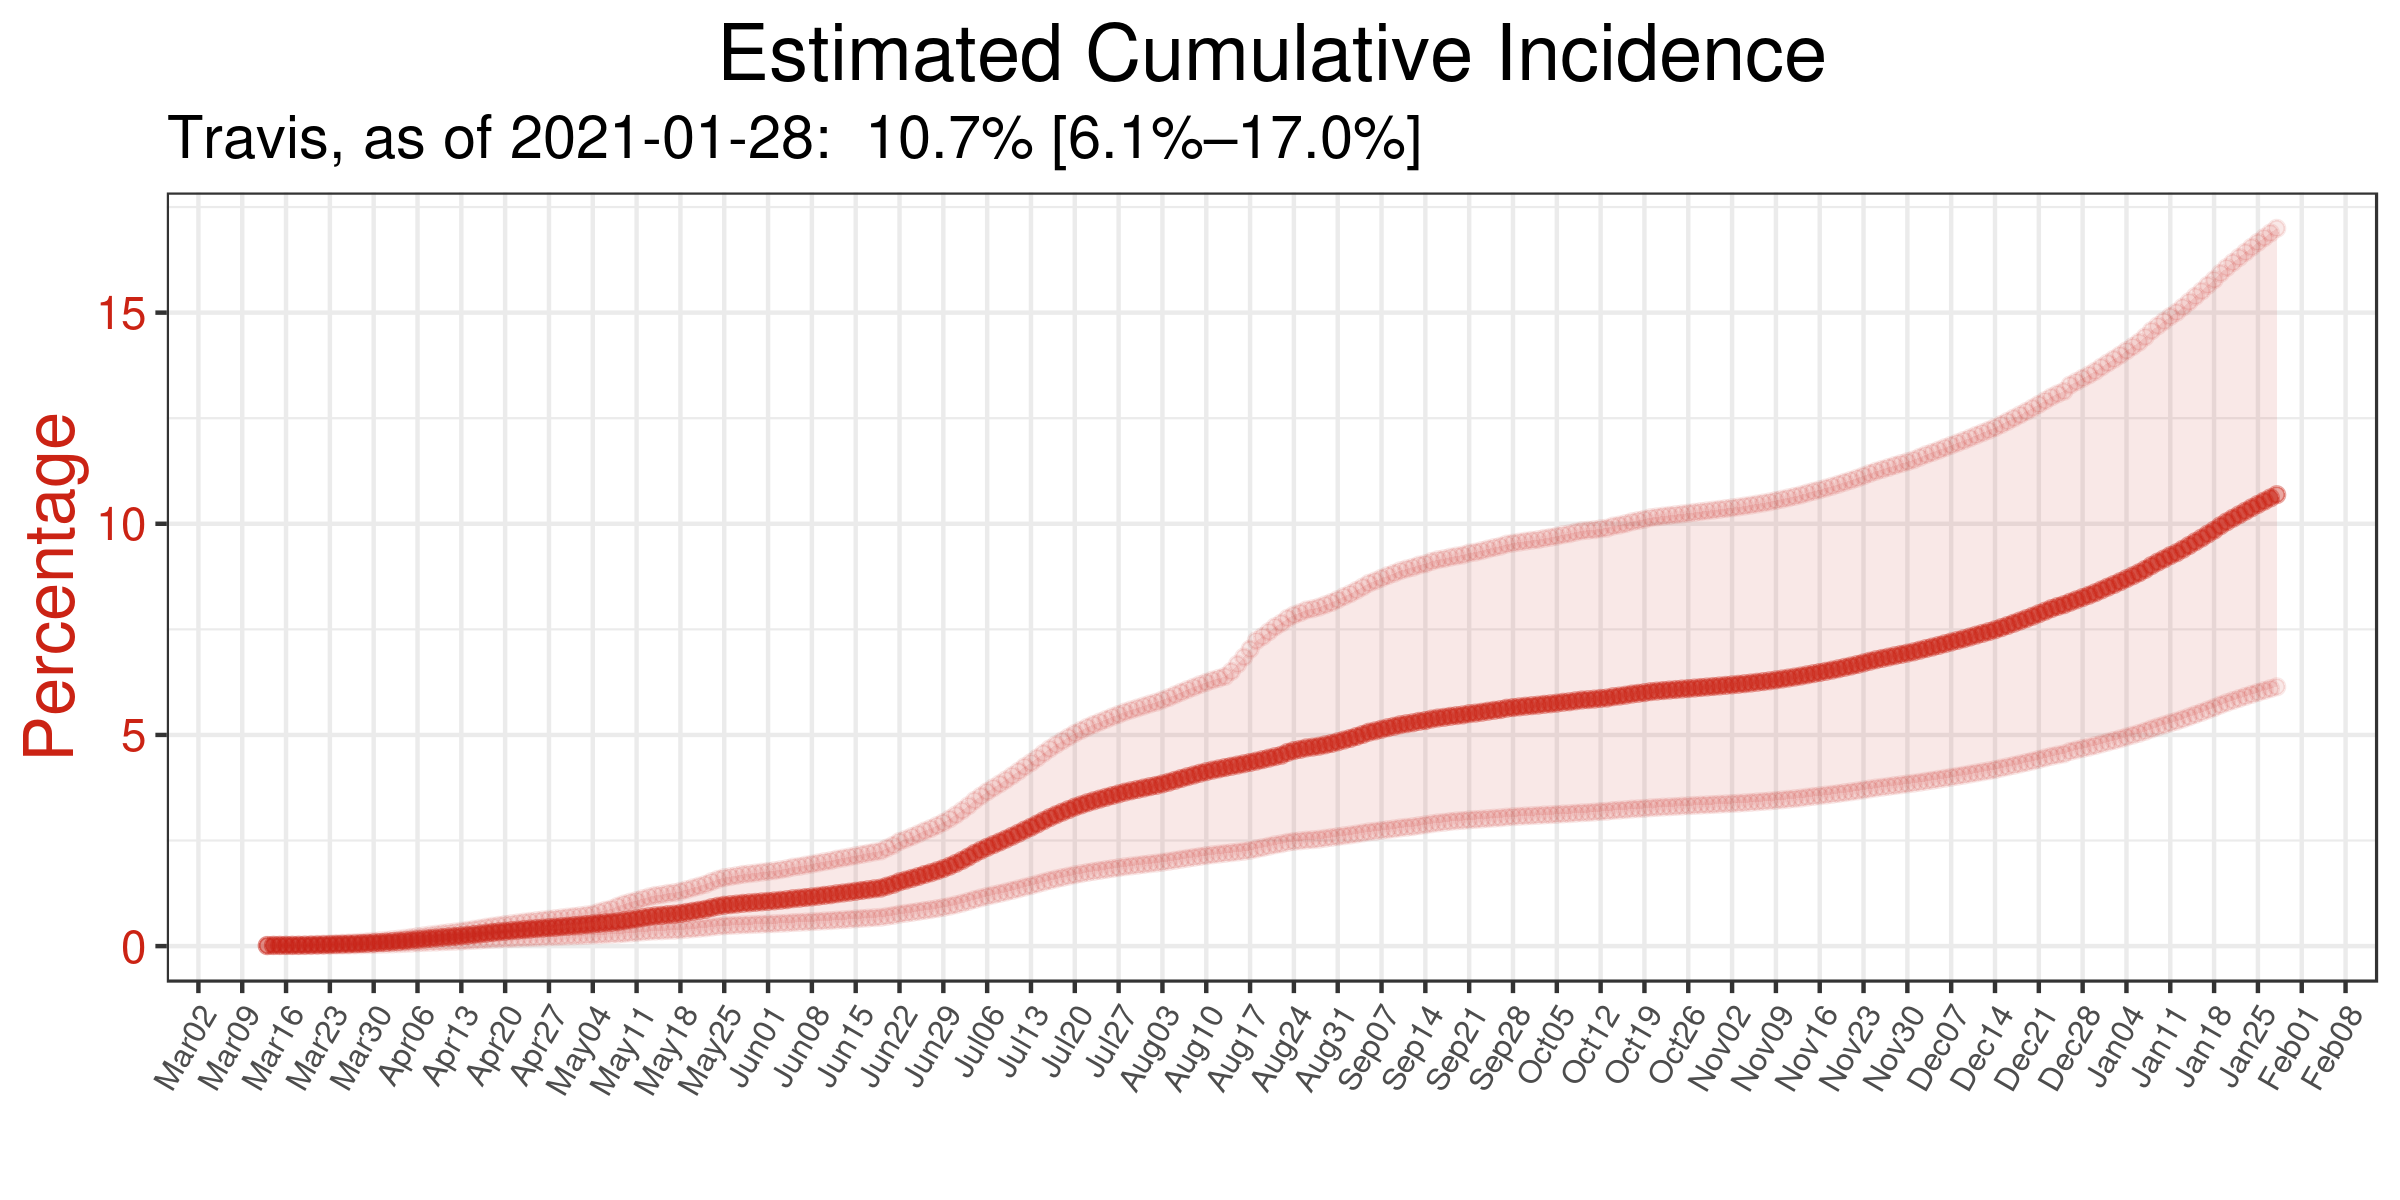 Estimated Cumulative Incidence
Travis, as of 2021-01-28:  10.7% [6.1%–17.0%]
Percentage
15
10
5
0
Mar02 Mar09 Mar16 Mar23 Mar30 Apr06 Apr13 Apr20 Apr27 May04 May11 May18 May25 Jun01 Jun08 Jun15 Jun22 Jun29 Jul06 Jul13 Jul20 Jul27 Aug03 Aug10 Aug17 Aug24 Aug31 Sep07 Sep14 Sep21 Sep28 Oct05 Oct12 Oct19 Oct26 Nov02 Nov09 Nov16 Nov23 Nov30 Dec07 Dec14 Dec21 Dec28 Jan04 Jan11 Jan18 Jan25 Feb01 Feb08